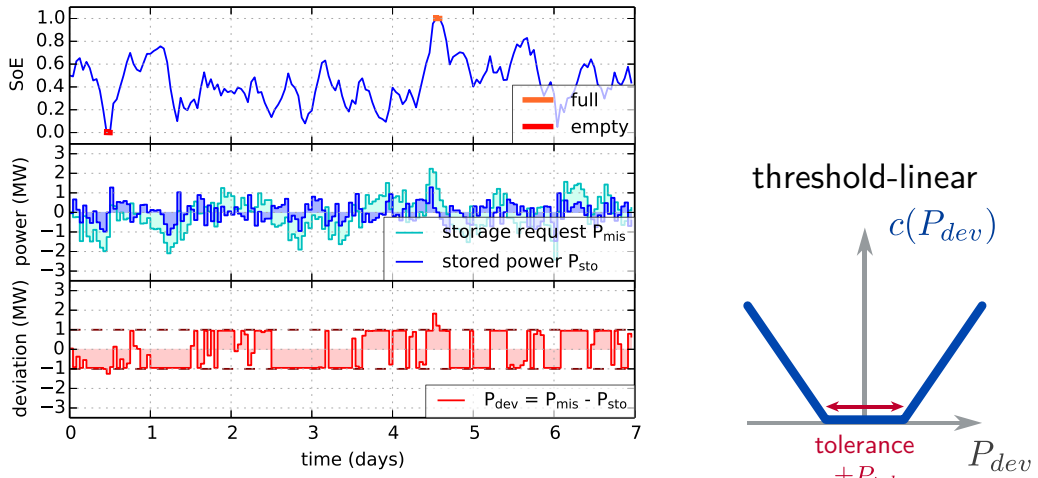 SoE
1.0
0.8
0.6
0.4
0.2
0.0
full
empty
power (MW)
3
2
1
0
−1
−2
−3
storage request P_mis
stored power P_sto
deviation (MW)
3
2
1
0
−1
−2
−3
P_dev = P_mis - P_sto
0 1 2 3 4 5 6 7
time (days)
threshold-linear
c(P_dev)
tolerance
P_dev